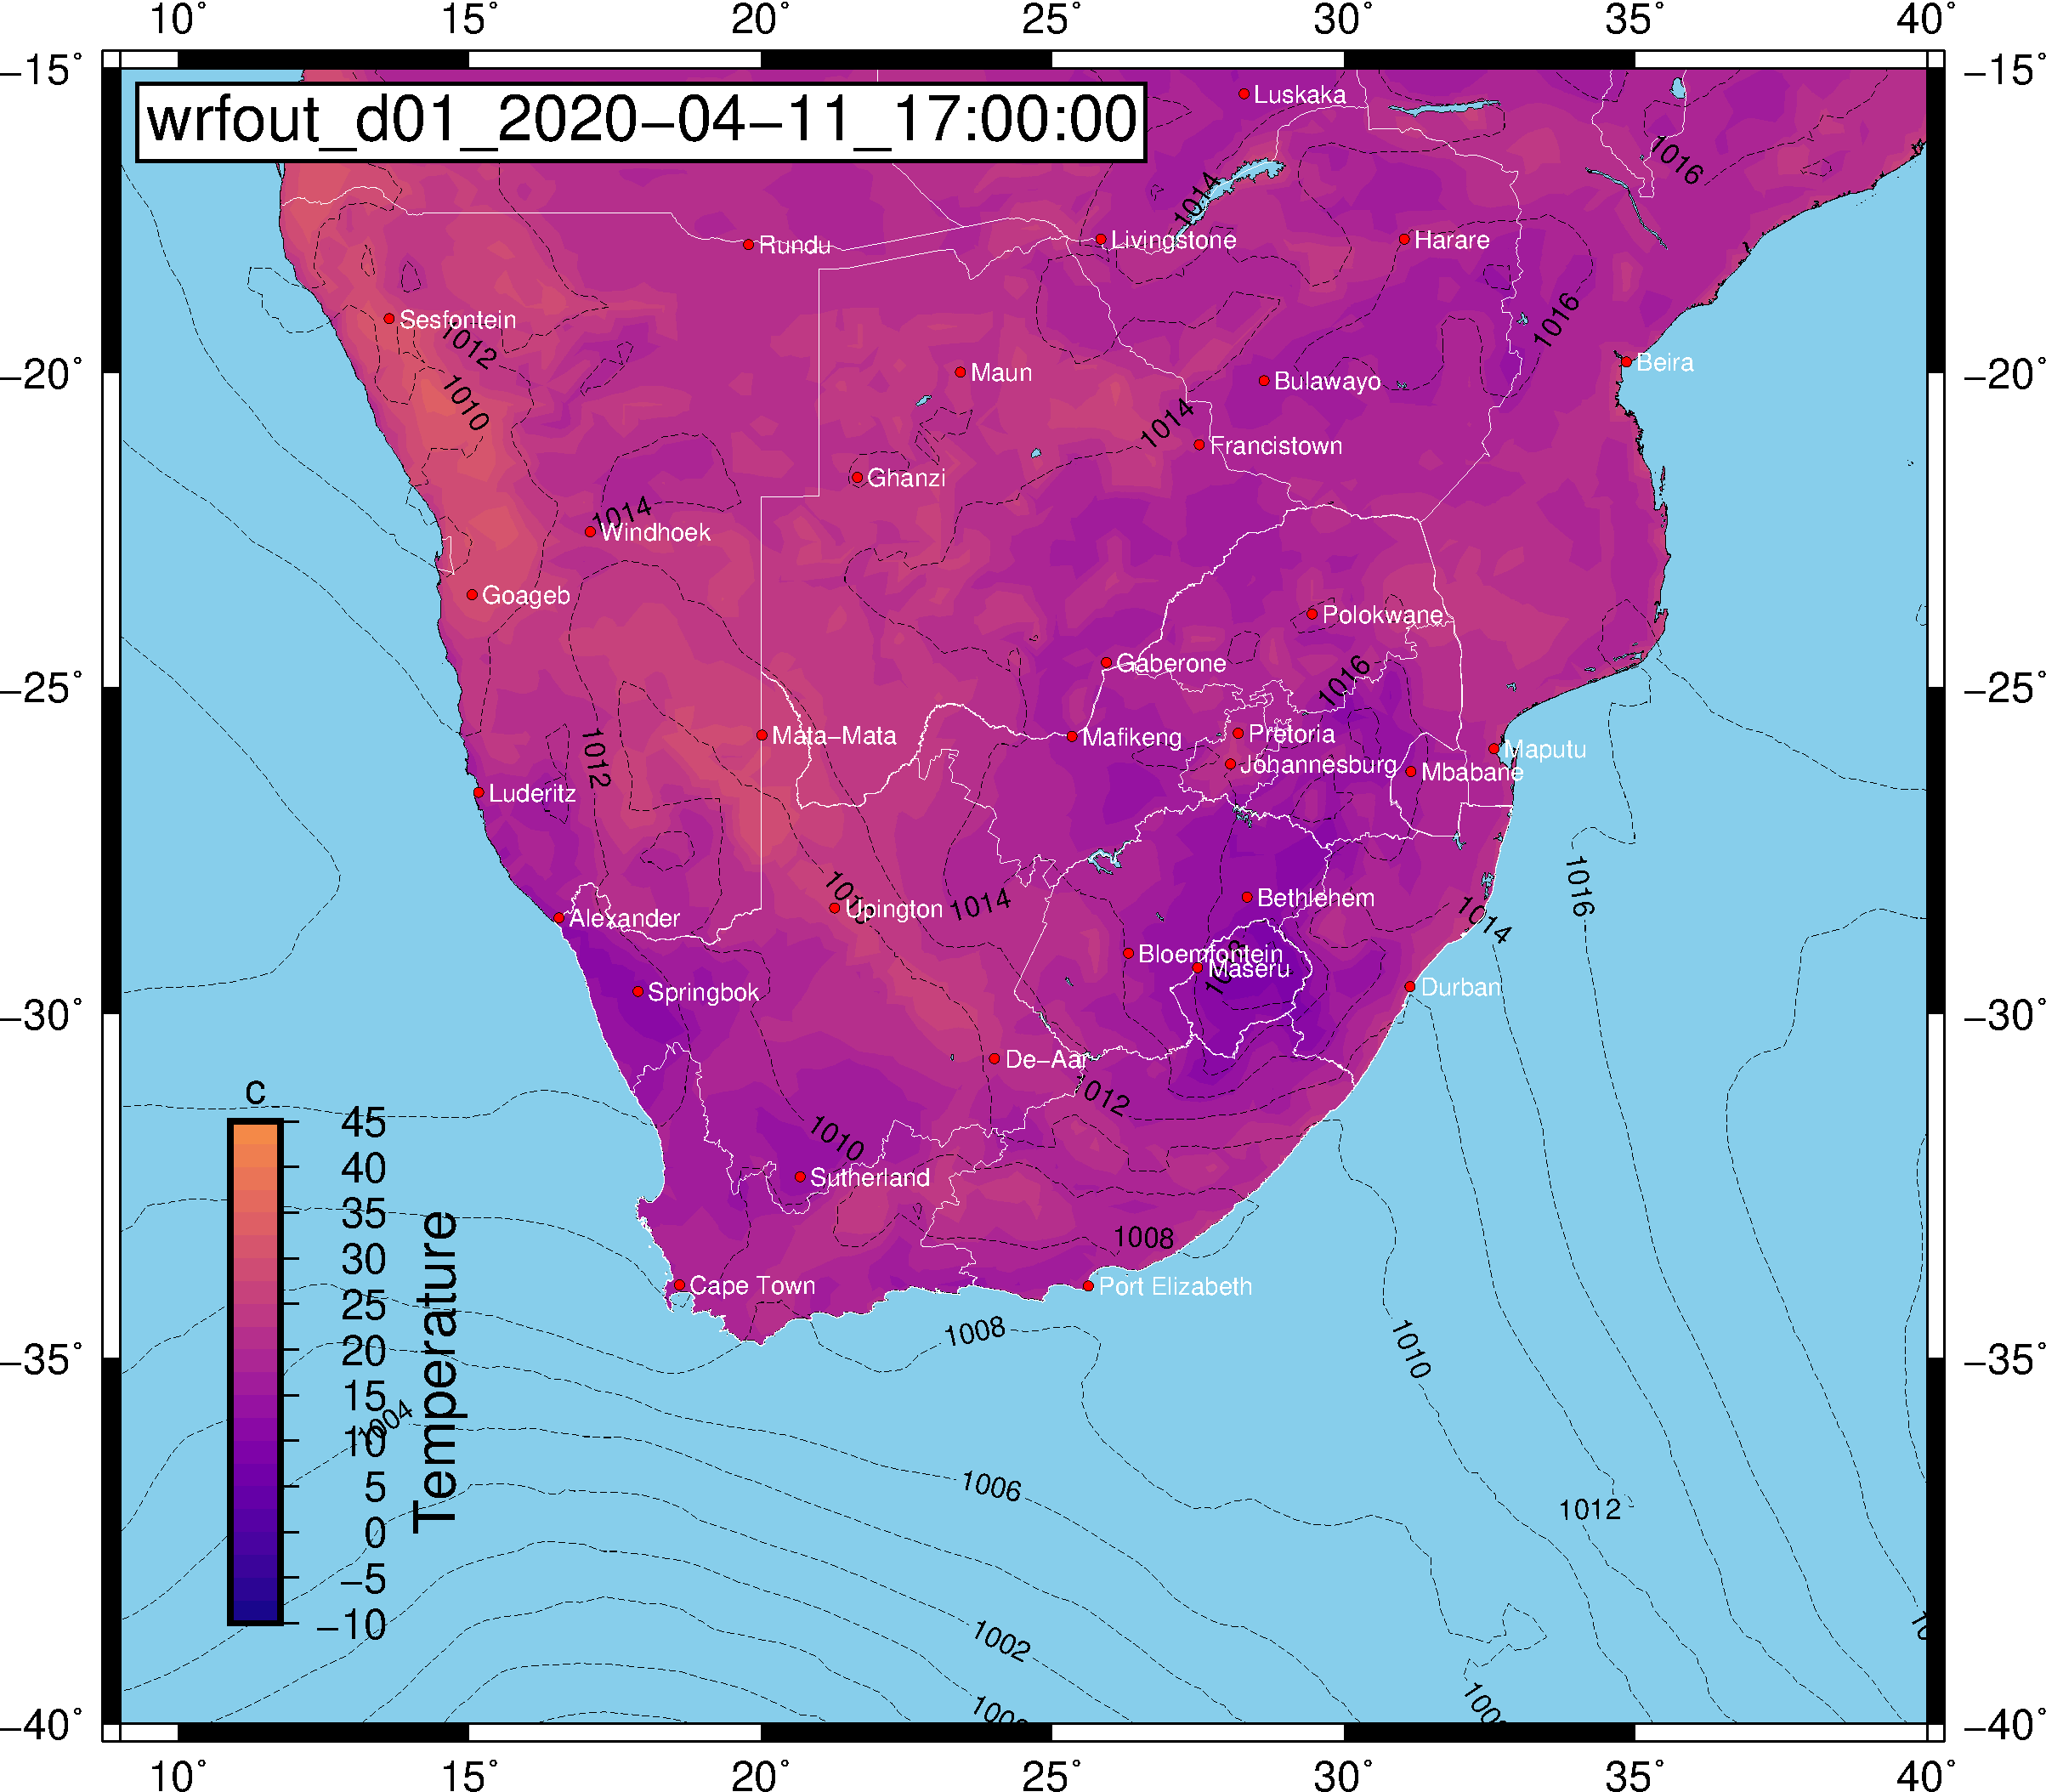 10° 15° 20° 25° 30° 35° 40°
−15° −15°
wrfout_d01_2020−04−11_17:00:00
Luskaka
1016
1014
Rundu
Livingstone
Harare
Sesfontein
1012
1016
Beira
−20° −20°
Maun
Bulawayo
1010
1014
Francistown
Ghanzi
1014
Windhoek
Goageb
Polokwane
Gaberone
1016
−25° −25°
Mata−Mata
Mafikeng
Pretoria
Maputu
1012
Johannesburg
Mbabane
Luderitz
1016
Upington
1014
Bethlehem
1014
Alexander
Bloemfontein
Maseru
Springbok
Durban
−30° −30°
De−Aar
c
45
012
40
1010
Sutherland
35
1008
30
Cape Town
Port Elizabeth
25
1008
20
1010
−35° −35°
15
1004
10
1006
5
1012
0
−5
−10
Temperature
1002
−40° −40°
10° 15° 20° 25° 30° 35° 40°